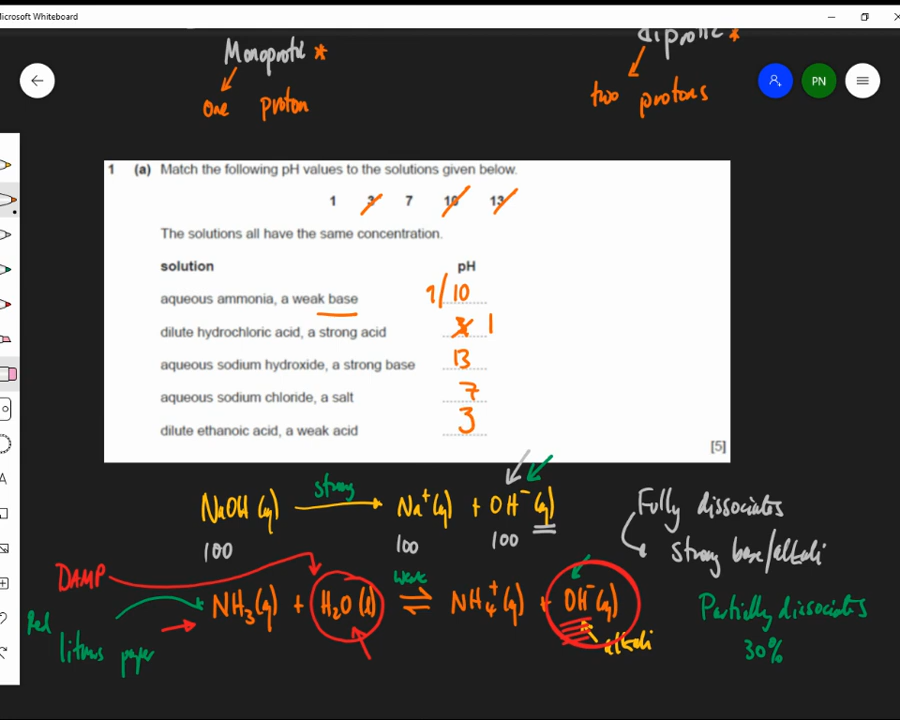 Microsoft Whiteboard
Monoprotic *
diprotic *
one proton
two protons
PN
1 (a) Match the following pH values to the solutions given below.
1 3 7 10 13
The solutions all have the same concentration.
solution pH
aqueous ammonia, a weak base 9/10
dilute hydrochloric acid, a strong acid 3 1
aqueous sodium hydroxide, a strong base 13
aqueous sodium chloride, a salt 7
dilute ethanoic acid, a weak acid 3
[5]
NaOH (aq) strong Na⁺(aq) + OH⁻(aq)
100 100 100
Fully dissociates
strong base/alkali
DAMP
NH3(aq) + H2O(l) weak ⇌ NH4⁺(aq) + OH⁻(aq)
Red
litmus paper
alkali
Partially dissociates
30%